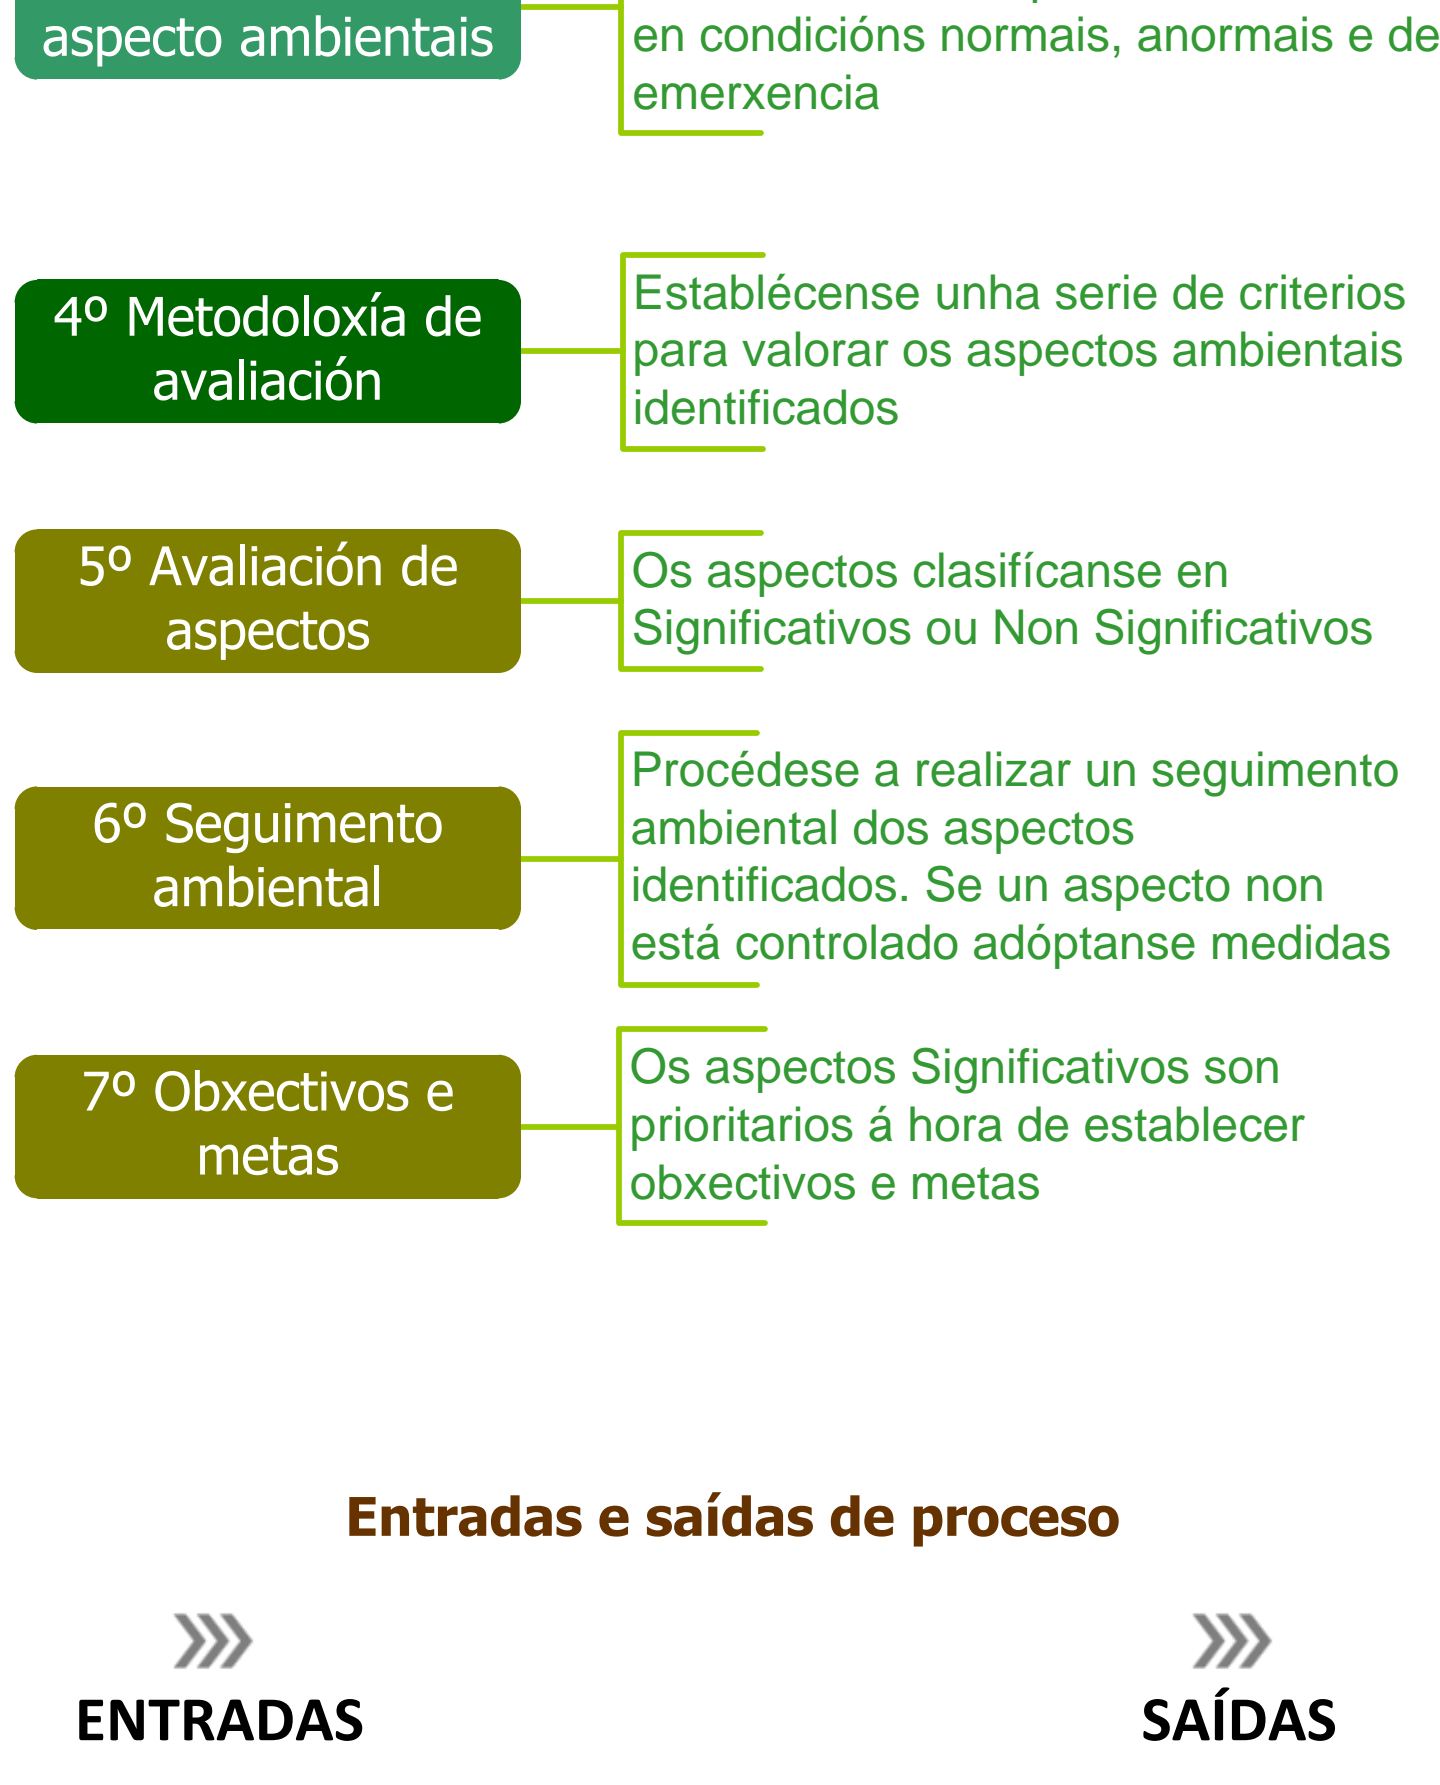 aspecto ambientais
en condicións normais, anormais e de
emerxencia
4º Metodoloxía de
avaliación
Establécense unha serie de criterios
para valorar os aspectos ambientais
identificados
5º Avaliación de
aspectos
Os aspectos clasifícanse en
Significativos ou Non Significativos
6º Seguimento
ambiental
Procédese a realizar un seguimento
ambiental dos aspectos
identificados. Se un aspecto non
está controlado adóptanse medidas
7º Obxectivos e
metas
Os aspectos Significativos son
prioritarios á hora de establecer
obxectivos e metas
Entradas e saídas de proceso
ENTRADAS
SAÍDAS